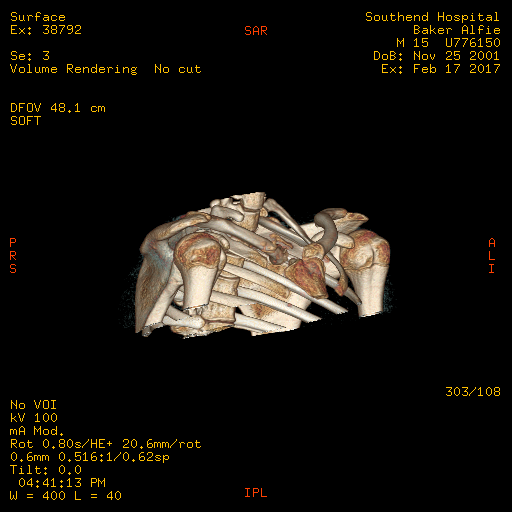 Surface
Ex: 38792
Se: 3
Volume Rendering No cut
DFOV 48.1 cm
SOFT
SAR
Southend Hospital
Baker Alfie
M 15 U776150
DoB: Nov 25 2001
Ex: Feb 17 2017
P
R
S
A
L
I
303/108
No VOI
kV 100
mA Mod.
Rot 0.80s/HE+ 20.6mm/rot
0.6mm 0.516:1/0.62sp
Tilt: 0.0
04:41:13 PM
W = 400 L = 40
IPL